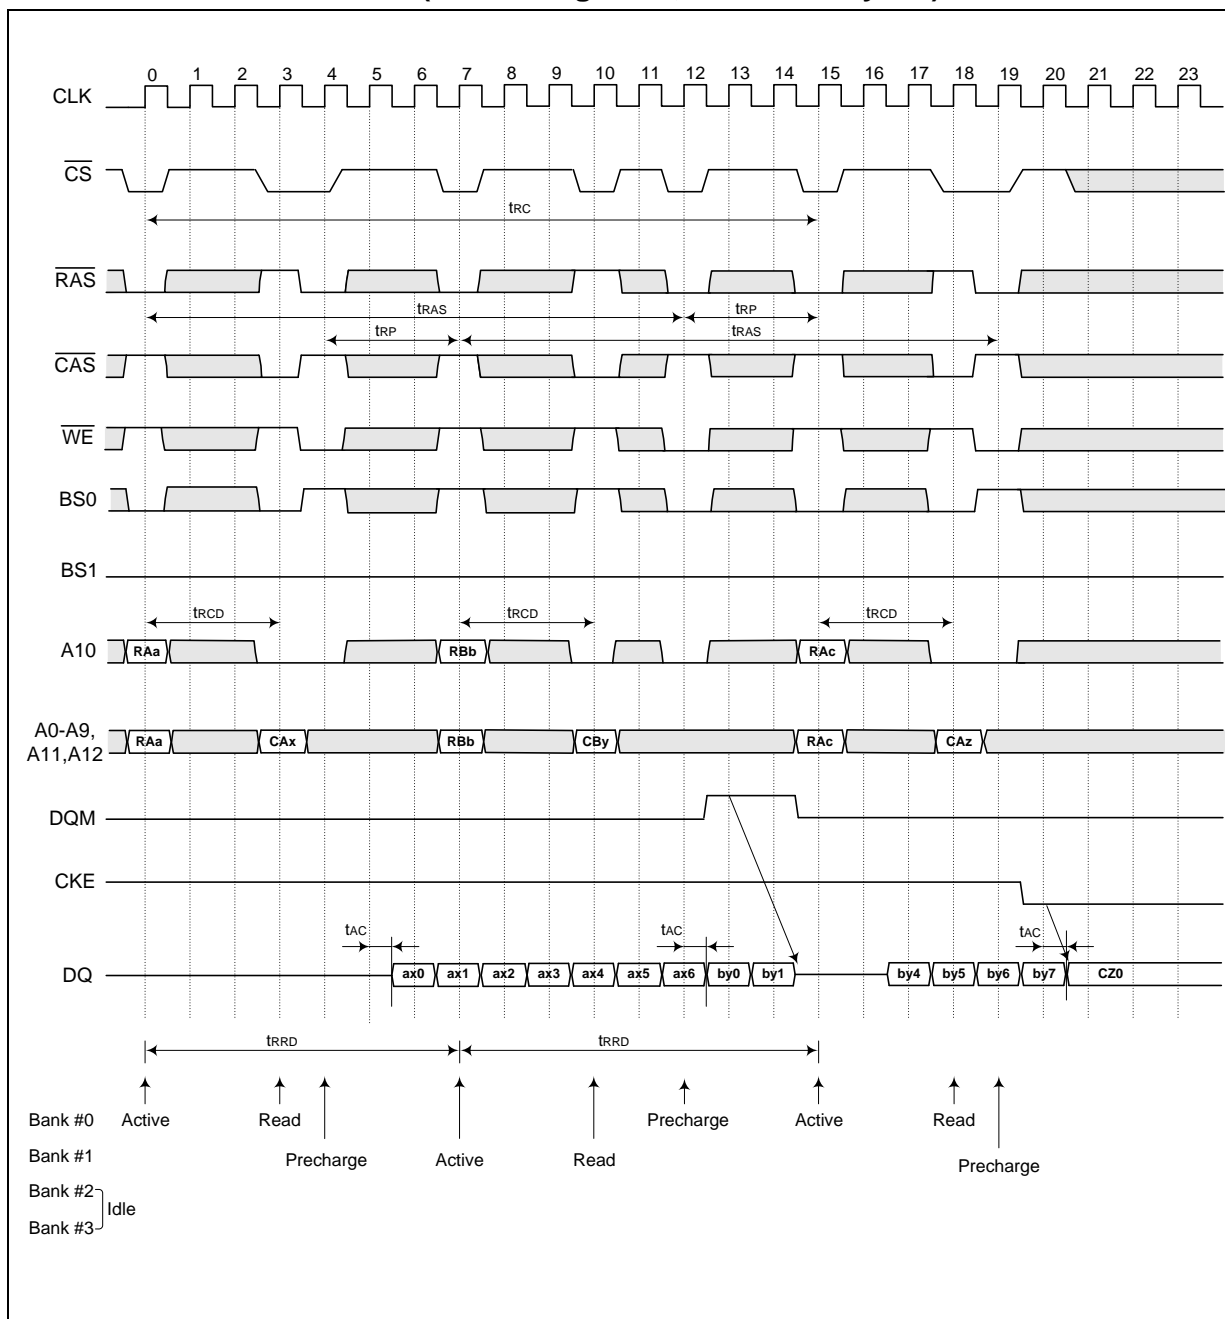 0 1 2 3 4 5 6 7 8 9 10 11 12 13 14 15 16 17 18 19 20 21 22 23
CLK
CS
tRC
RAS
tRAS tRP
tRP tRAS
CAS
WE
BS0
BS1
tRCD tRCD tRCD
A10 RAa RBb RAc
A0-A9,
A11,A12
RAa CAx RBb CBy RAc CAz
DQM
CKE
tAC tAC tAC
DQ ax0 ax1 ax2 ax3 ax4 ax5 ax6 by0 by1 by4 by5 by6 by7 CZ0
tRRD tRRD
Bank #0 Active Read Precharge Active Read
Bank #1 Precharge Active Read Precharge
Bank #2
Idle
Bank #3